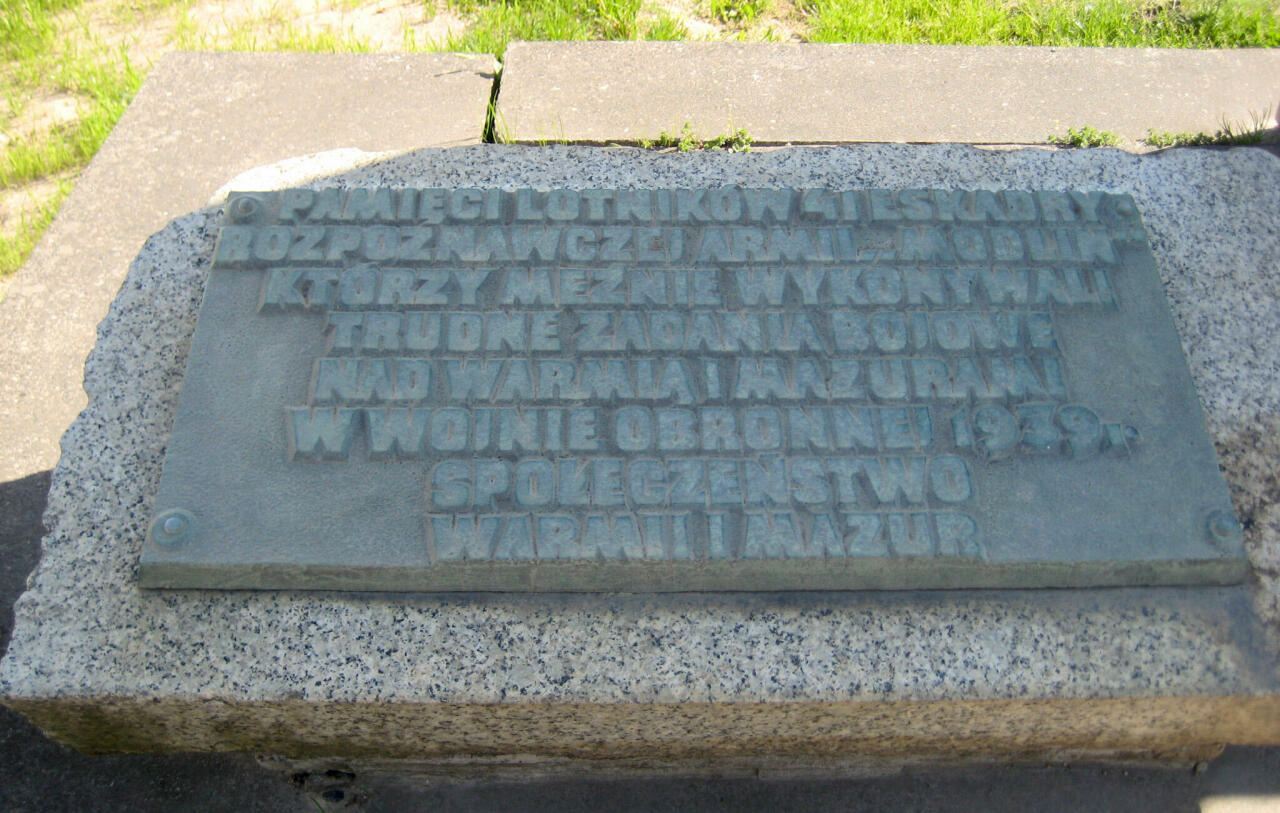 PAMIĘCI LOTNIKÓW 41 ESKADRY
ROZPOZNAWCZEJ ARMII „MODLIN"
KTÓRZY MĘŻNIE WYKONYWALI
TRUDNE ZADANIA BOJOWE
NAD WARMIĄ I MAZURAMI
W WOJNIE OBRONNEJ 1939 r.
SPOŁECZEŃSTWO
WARMII I MAZUR